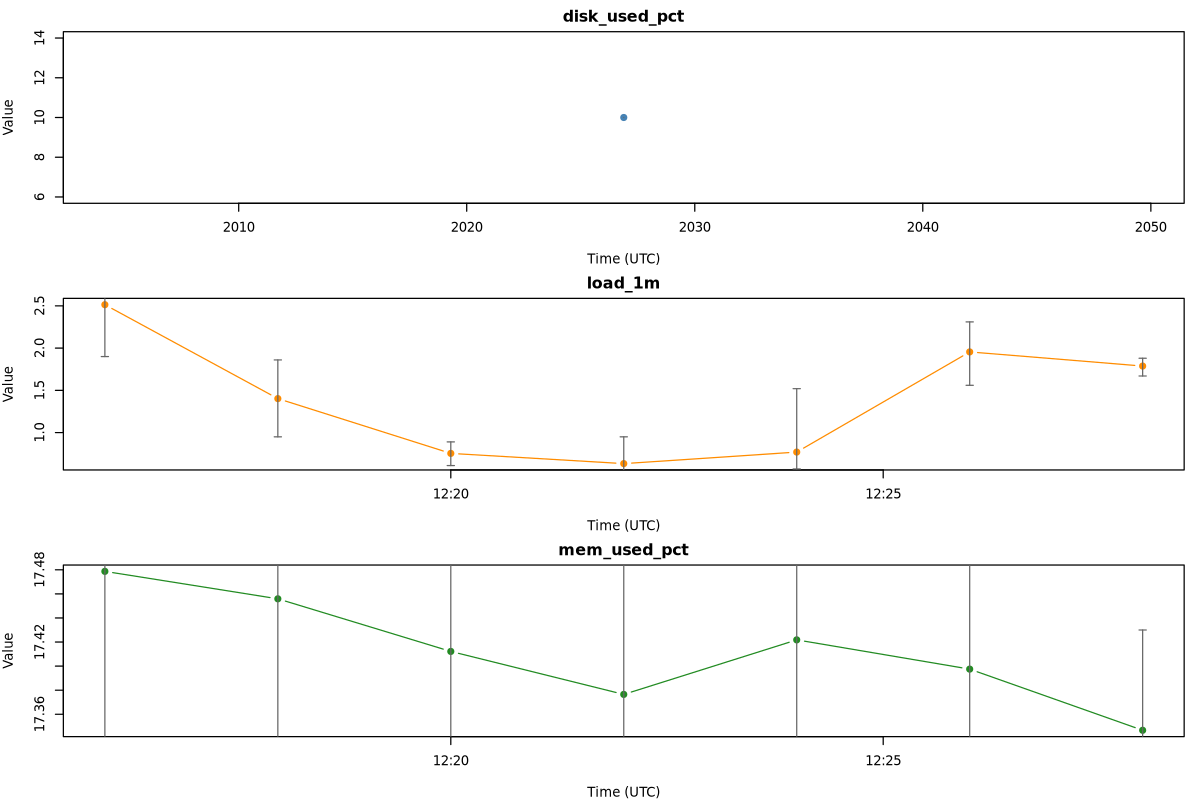 disk_used_pct
Value
14
12
10
8
6
2010 2020 2030 2040 2050
Time (UTC)
load_1m
Value
2.5
2.0
1.5
1.0
12:20 12:25
Time (UTC)
mem_used_pct
Value
17.48
17.42
17.36
12:20 12:25
Time (UTC)